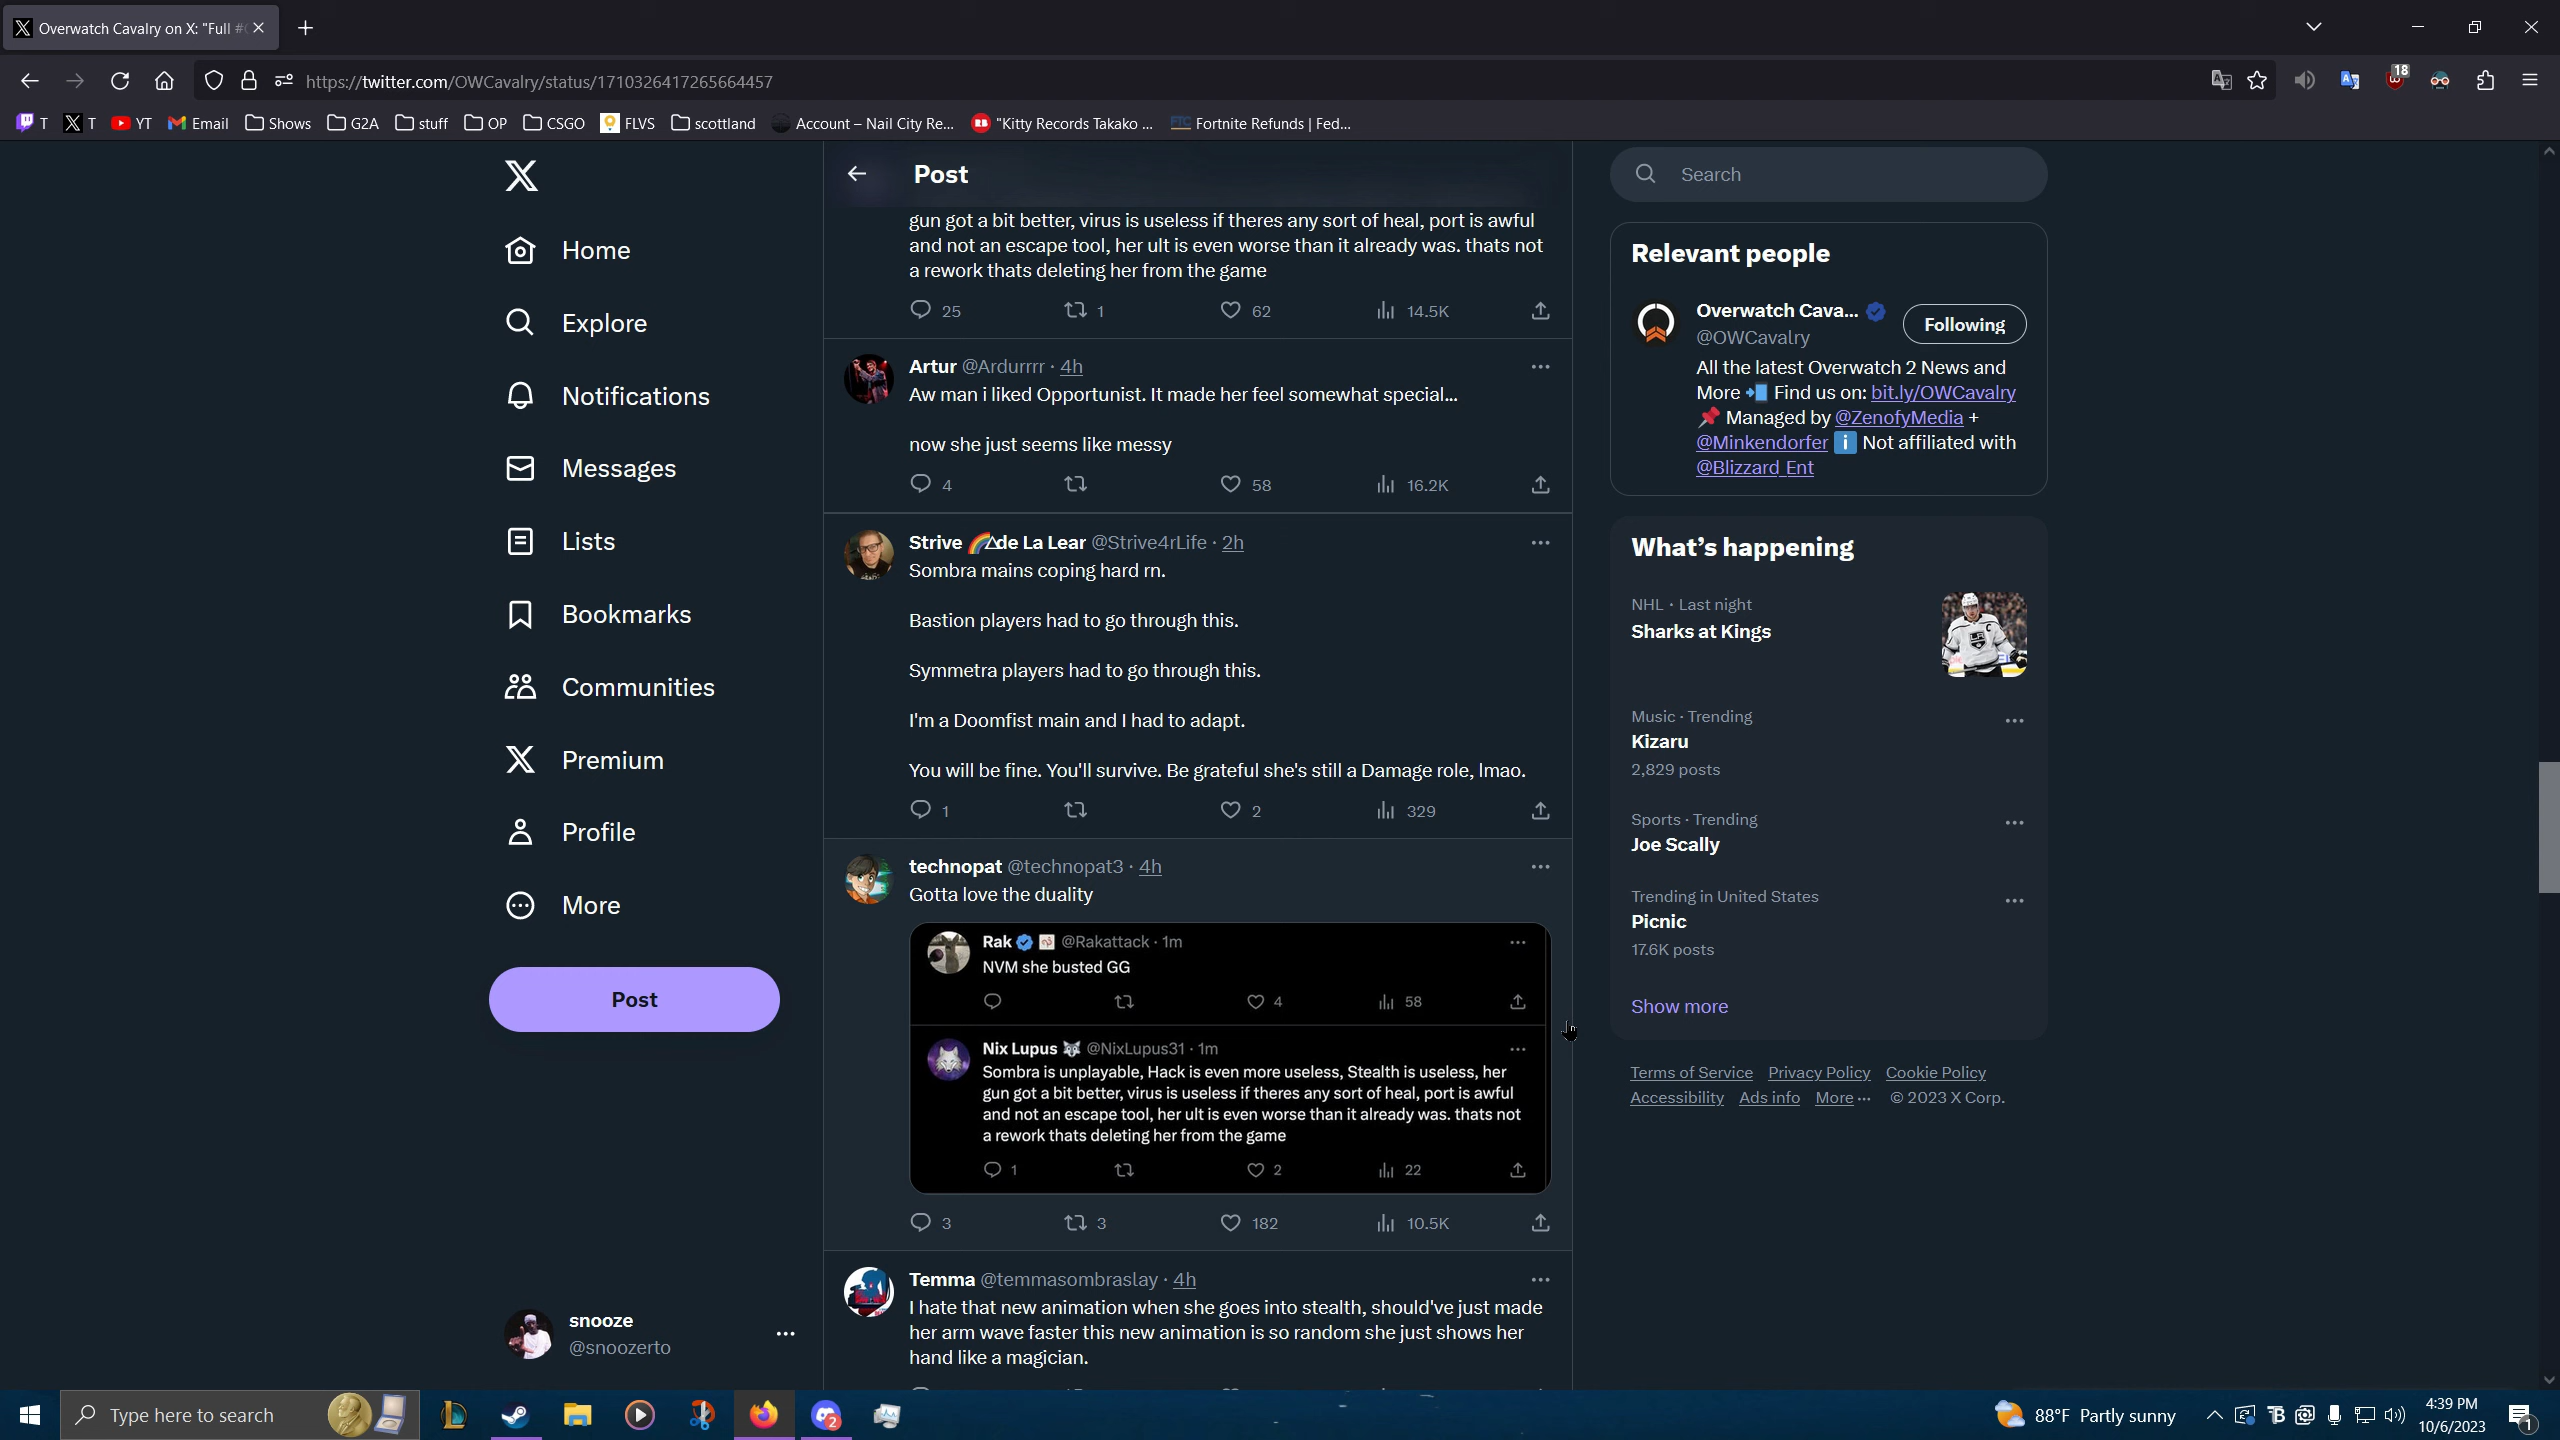 Overwatch Cavalry on X: "Full #
https://twitter.com/OWCavalry/status/1710326417265664457
18
T
T
YT
Email
Shows
G2A
stuff
OP
CSGO
FLVS
scottland
Account – Nail City Re...
"Kitty Records Takako ...
Fortnite Refunds | Fed...
Home
Explore
Notifications
Messages
Lists
Bookmarks
Communities
Premium
Profile
More
Post
snooze
@snoozerto
Post
gun got a bit better, virus is useless if theres any sort of heal, port is awful
and not an escape tool, her ult is even worse than it already was. thats not
a rework thats deleting her from the game
25 1 62 14.5K
Artur @Ardurrrr · 4h
Aw man i liked Opportunist. It made her feel somewhat special...
now she just seems like messy
4 58 16.2K
Strive 🌈 de La Lear @Strive4rLife · 2h
Sombra mains coping hard rn.
Bastion players had to go through this.
Symmetra players had to go through this.
I'm a Doomfist main and I had to adapt.
You will be fine. You'll survive. Be grateful she's still a Damage role, lmao.
1 2 329
technopat @technopat3 · 4h
Gotta love the duality
Rak @Rakattack · 1m
NVM she busted GG
4 58
Nix Lupus 🐺 @NixLupus31 · 1m
Sombra is unplayable, Hack is even more useless, Stealth is useless, her
gun got a bit better, virus is useless if theres any sort of heal, port is awful
and not an escape tool, her ult is even worse than it already was. thats not
a rework thats deleting her from the game
1 2 22
3 3 182 10.5K
Temma @temmasombraslay · 4h
I hate that new animation when she goes into stealth, should've just made
her arm wave faster this new animation is so random she just shows her
hand like a magician.
Search
Relevant people
Overwatch Cava...
@OWCavalry
Following
All the latest Overwatch 2 News and
More 📲 Find us on: bit.ly/OWCavalry
📌 Managed by @ZenofyMedia +
@Minkendorfer ℹ️ Not affiliated with
@Blizzard_Ent
What's happening
NHL · Last night
Sharks at Kings
Music · Trending
Kizaru
2,829 posts
Sports · Trending
Joe Scally
Trending in United States
Picnic
17.6K posts
Show more
Terms of Service Privacy Policy Cookie Policy
Accessibility Ads info More ··· © 2023 X Corp.
Type here to search
2
88°F Partly sunny
4:39 PM
10/6/2023
1